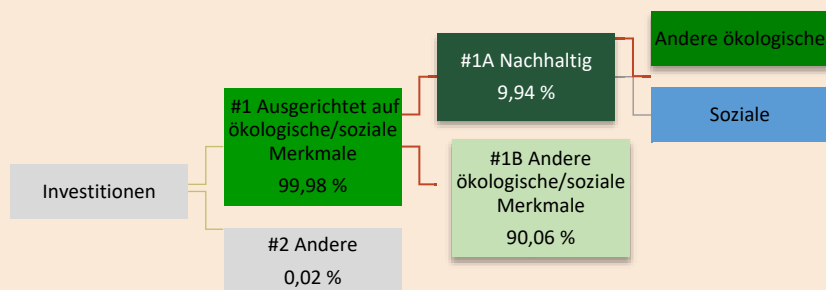 Investitionen
#1 Ausgerichtet auf
ökologische/soziale
Merkmale
99,98 %
#2 Andere
0,02 %
#1A Nachhaltig
9,94 %
#1B Andere
ökologische/soziale
Merkmale
90,06 %
Andere ökologische
Soziale